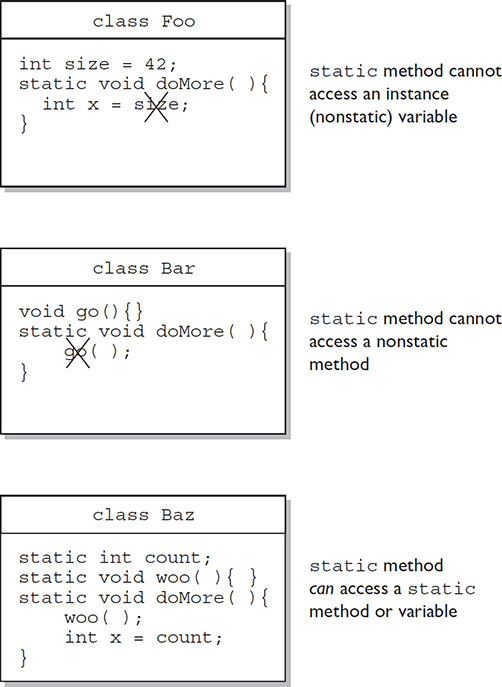 class Foo
int size = 42;
static void doMore( ){
int x = size;
}
static method cannot
access an instance
(nonstatic) variable
class Bar
void go(){}
static void doMore( ){
go( );
}
static method cannot
access a nonstatic
method
class Baz
static int count;
static void woo( ){ }
static void doMore( ){
woo( );
int x = count;
}
static method
can access a static
method or variable